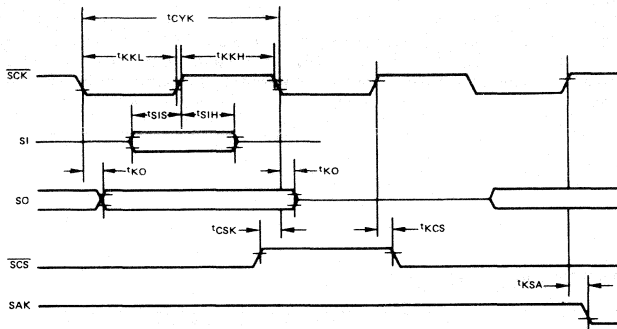 tCYK
tKKL
tKKH
SCK
tSIS
tSIH
SI
tKO
tKO
SO
tCSK
tKCS
SCS
tKSA
SAK